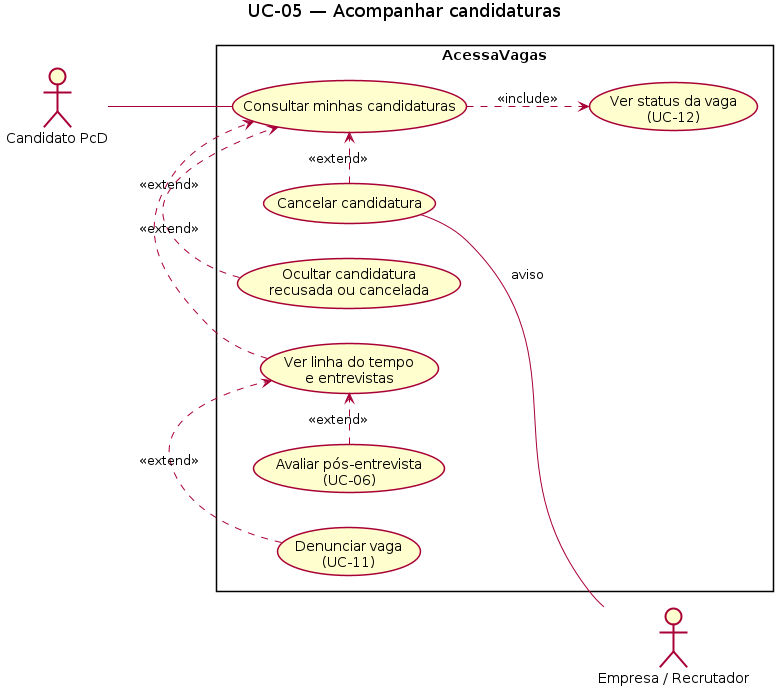 UC-05 — Acompanhar candidaturas
AcessaVagas
Candidato PcD
Consultar minhas candidaturas
«include»
Ver status da vaga
(UC-12)
«extend»
Cancelar candidatura
«extend»
«extend»
aviso
Ocultar candidatura
recusada ou cancelada
Ver linha do tempo
e entrevistas
«extend»
Avaliar pós-entrevista
(UC-06)
«extend»
Denunciar vaga
(UC-11)
Empresa / Recrutador